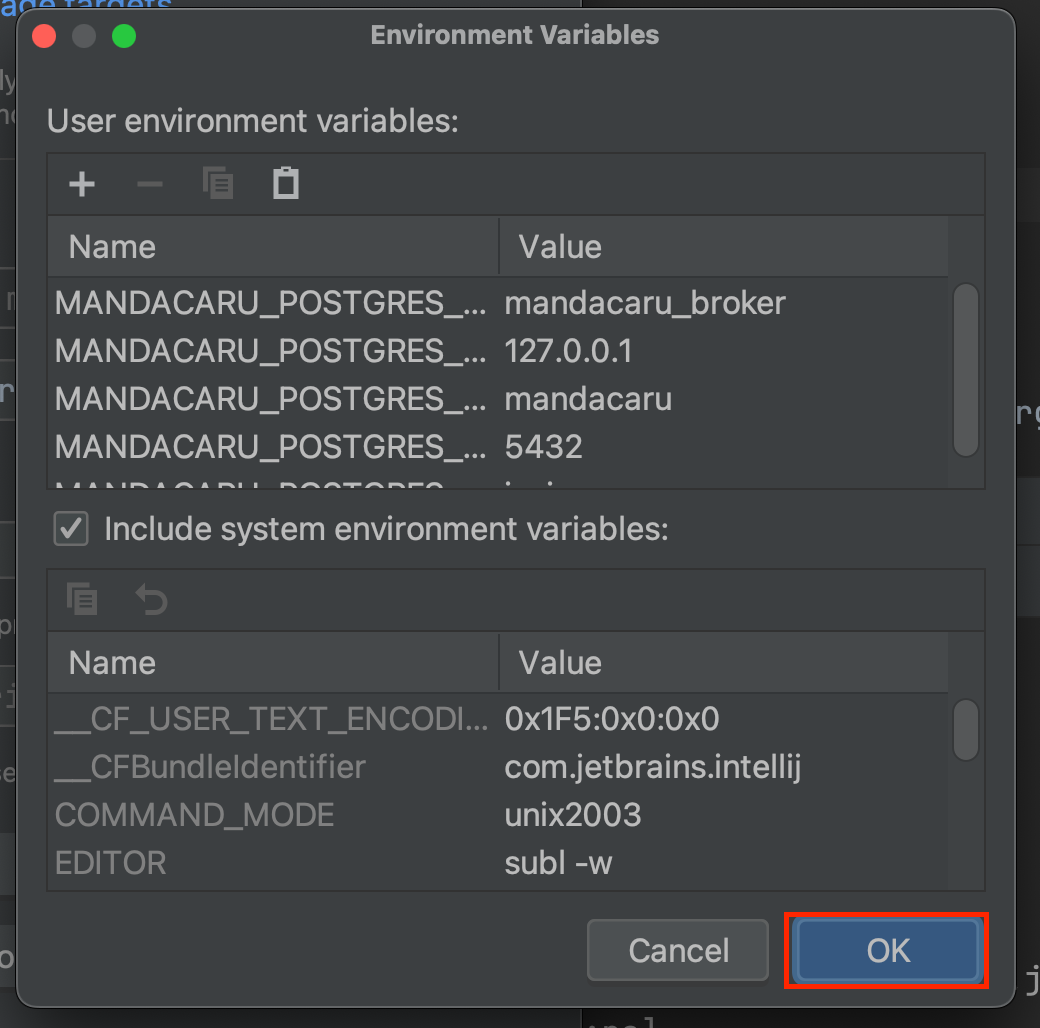 age targets
Environment Variables
User environment variables:
Name Value
MANDACARU_POSTGRES_... mandacaru_broker
MANDACARU_POSTGRES_... 127.0.0.1
MANDACARU_POSTGRES_... mandacaru
MANDACARU_POSTGRES_... 5432
Include system environment variables:
Name Value
__CF_USER_TEXT_ENCODI... 0x1F5:0x0:0x0
__CFBundleIdentifier com.jetbrains.intellij
COMMAND_MODE unix2003
EDITOR subl -w
Cancel OK